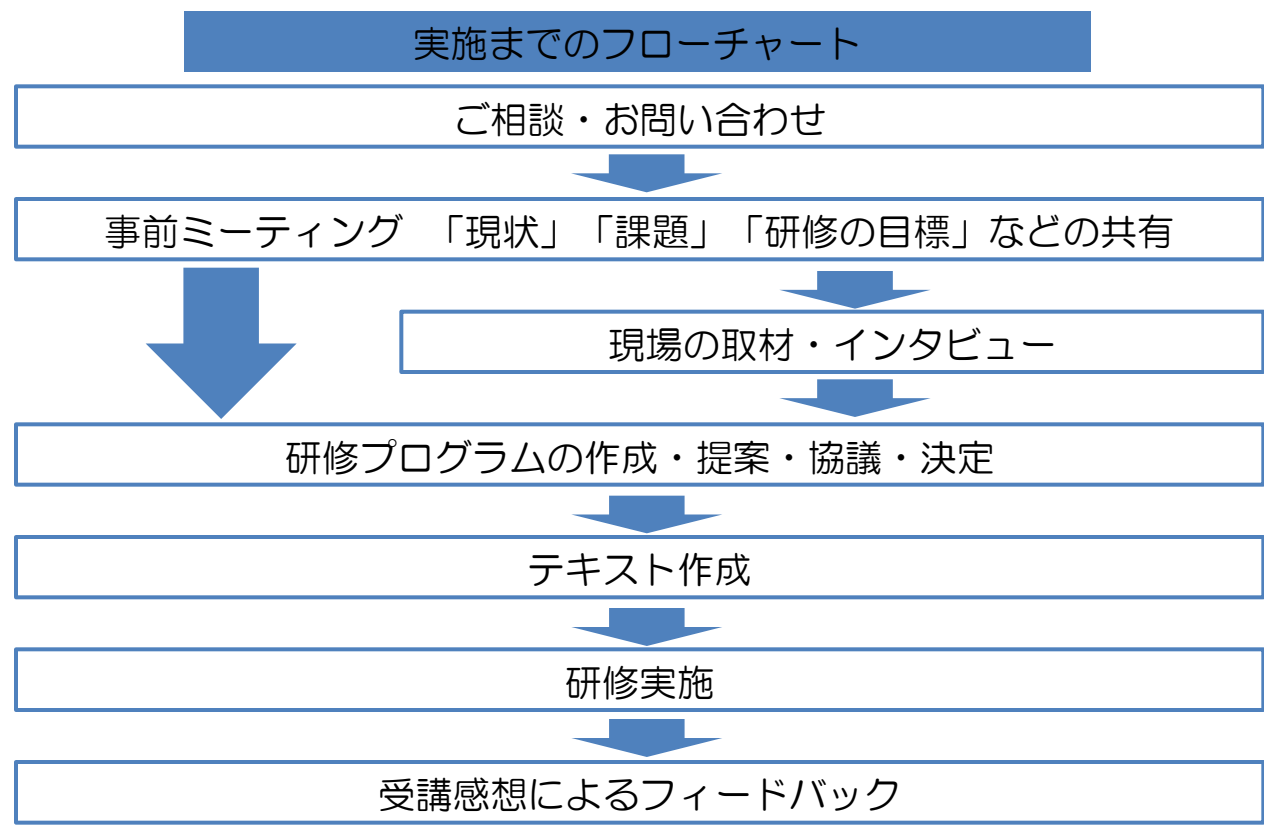 実施までのフローチャート
ご相談・お問い合わせ
事前ミーティング 「現状」「課題」「研修の目標」などの共有
現場の取材・インタビュー
研修プログラムの作成・提案・協議・決定
テキスト作成
研修実施
受講感想によるフィードバック